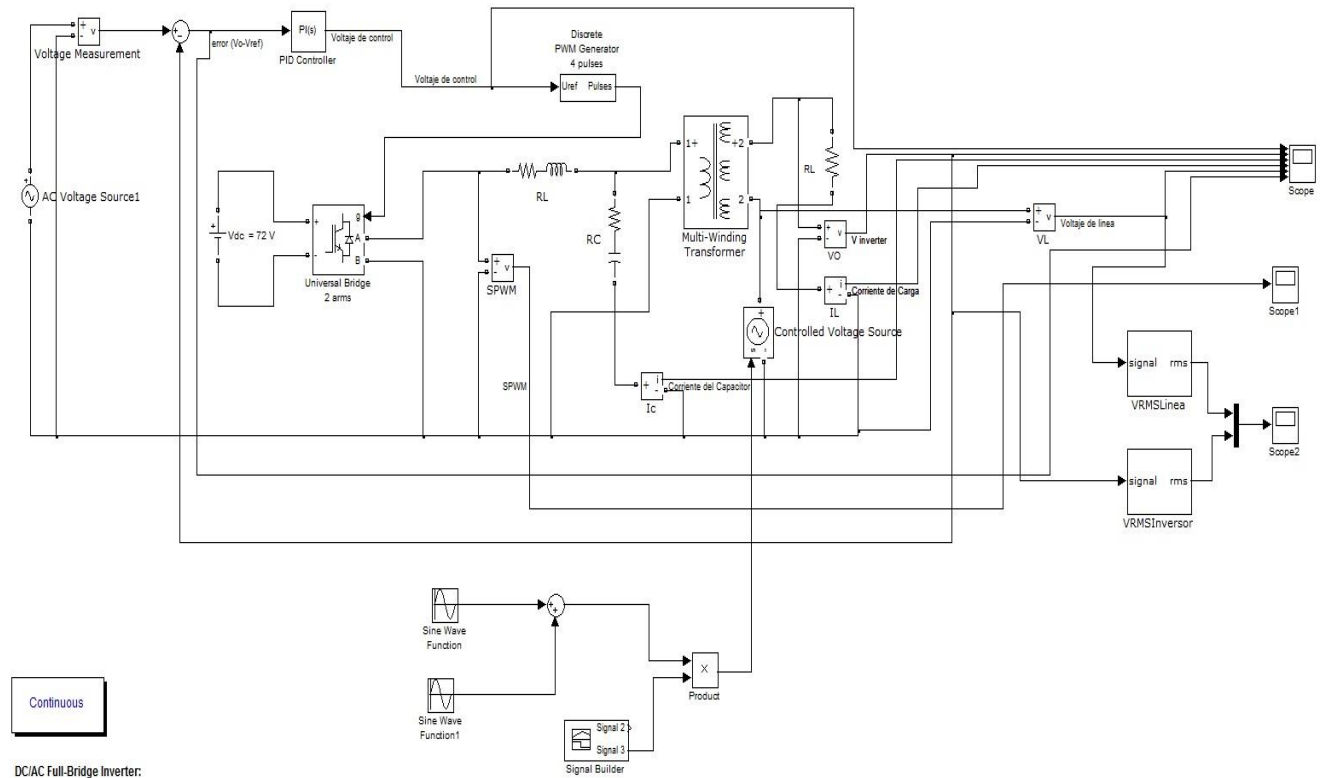 Voltage Measurement
error (Vo-Vref)
PI(s)
PID Controller
Voltaje de control
Voltaje de control
Discrete
PWM Generator
4 pulses
Uref Pulses
AC Voltage Source1
Vdc = 72 V
g
A
B
Universal Bridge
2 arms
RL
RC
v
SPWM
SPWM
1+
+2
1
2
Multi-Winding
Transformer
RL
v
VO
V inverter
i
IL
Corriente de Carga
Controlled Voltage Source
i
Ic
Corriente del Capacitor
v
VL
Voltaje de linea
Scope
Scope1
signal rms
VRMSLinea
signal rms
VRMSInversor
Scope2
Sine Wave
Function
Sine Wave
Function1
X
Product
Signal 2
Signal 3
Signal Builder
Continuous
DC/AC Full-Bridge Inverter: